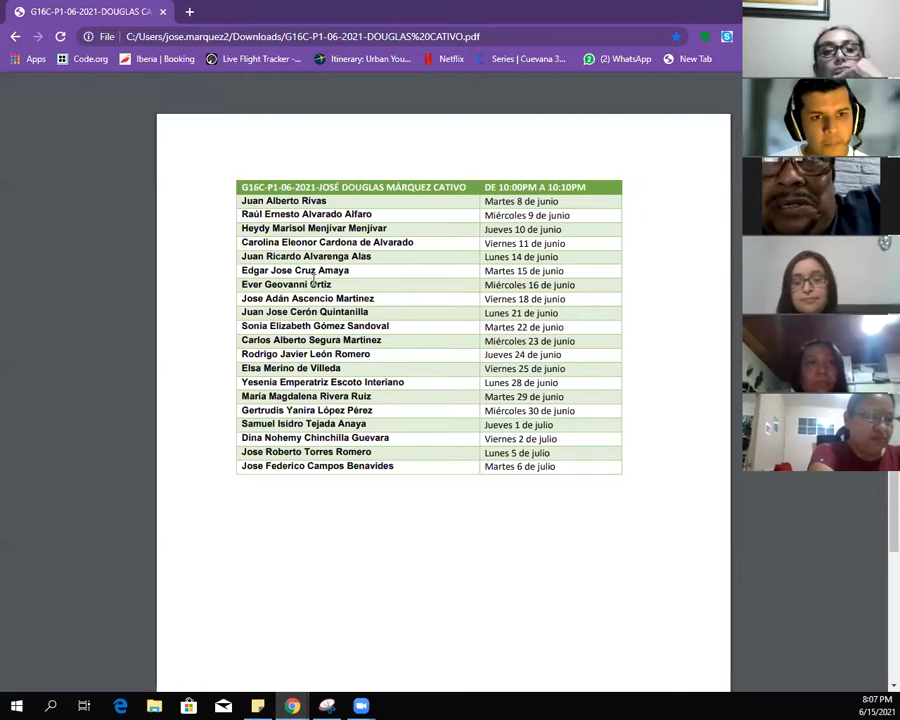 G16C-P1-06-2021-DOUGLAS CA
C:/Users/jose.marquez2/Downloads/G16C-P1-06-2021-DOUGLAS%20CATIVO.pdf
File
Apps Code.org Iberia | Booking Live Flight Tracker -... Itinerary: Urban You... Netflix Series | Cuevana 3... (2) WhatsApp New Tab
G16C-P1-06-2021-JOSÉ DOUGLAS MÁRQUEZ CATIVO DE 10:00PM A 10:10PM
Juan Alberto Rivas Martes 8 de junio
Raúl Ernesto Alvarado Alfaro Miércoles 9 de junio
Heydy Marisol Menjívar Menjívar Jueves 10 de junio
Carolina Eleonor Cardona de Alvarado Viernes 11 de junio
Juan Ricardo Alvarenga Alas Lunes 14 de junio
Edgar Jose Cruz Amaya Martes 15 de junio
Ever Geovanni Ortiz Miércoles 16 de junio
Jose Adán Ascencio Martinez Viernes 18 de junio
Juan Jose Cerón Quintanilla Lunes 21 de junio
Sonia Elizabeth Gómez Sandoval Martes 22 de junio
Carlos Alberto Segura Martínez Miércoles 23 de junio
Rodrigo Javier León Romero Jueves 24 de junio
Elsa Merino de Villeda Viernes 25 de junio
Yesenia Emperatriz Escoto Interiano Lunes 28 de junio
María Magdalena Rivera Ruiz Martes 29 de junio
Gertrudis Yanira López Pérez Miércoles 30 de junio
Samuel Isidro Tejada Anaya Jueves 1 de julio
Dina Nohemy Chinchilla Guevara Viernes 2 de julio
Jose Roberto Torres Romero Lunes 5 de julio
Jose Federico Campos Benavides Martes 6 de julio
8:07 PM
6/15/2021